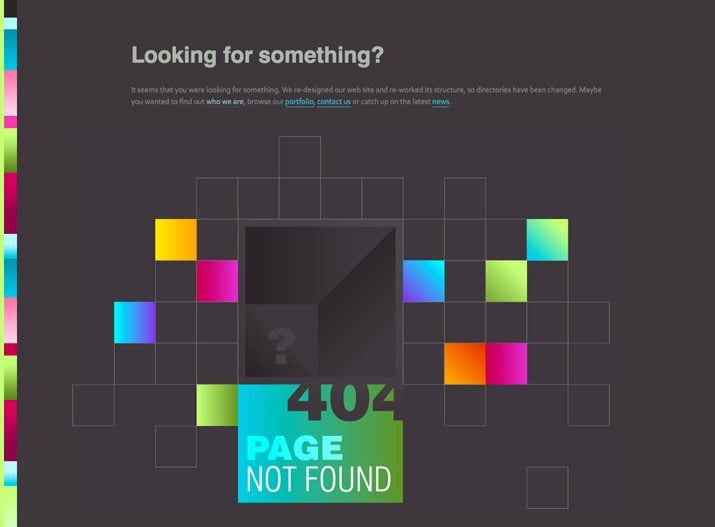 Looking for something?
It seems that you were looking for something. We re-designed our web site and re-worked its structure, so directories have been changed. Maybe
you wanted to find out who we are, browse our portfolio, contact us or catch up on the latest news.
?
404
PAGE
NOT FOUND